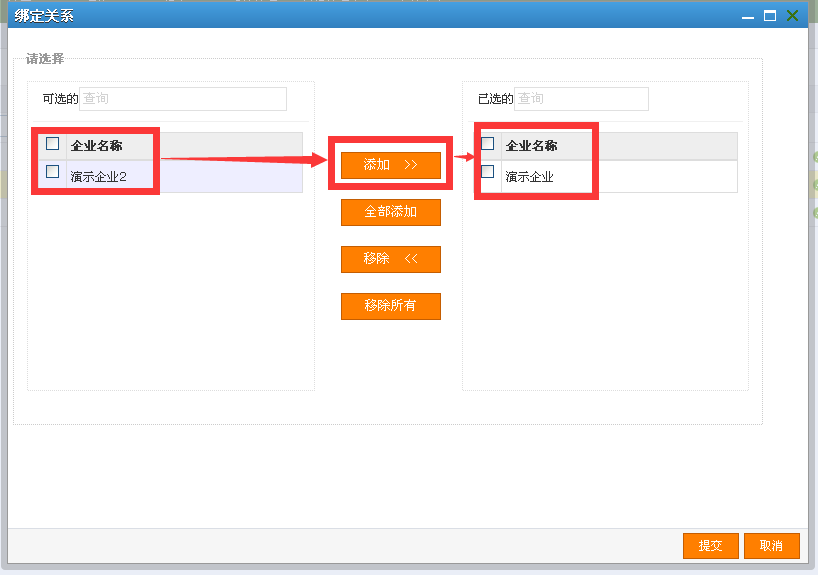 绑定关系
请选择
可选的 查询
已选的 查询
企业名称
演示企业2
添加 >>
全部添加
移除 <<
移除所有
企业名称
演示企业
提交
取消